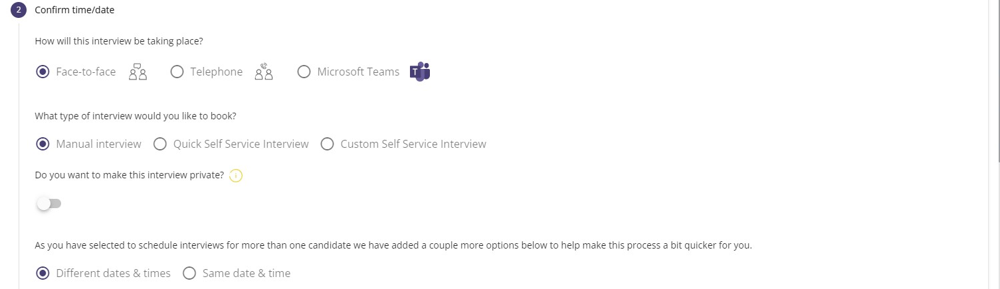 2 Confirm time/date
How will this interview be taking place?
Face-to-face Telephone Microsoft Teams T
What type of interview would you like to book?
Manual interview Quick Self Service Interview Custom Self Service Interview
Do you want to make this interview private? i
As you have selected to schedule interviews for more than one candidate we have added a couple more options below to help make this process a bit quicker for you.
Different dates & times Same date & time